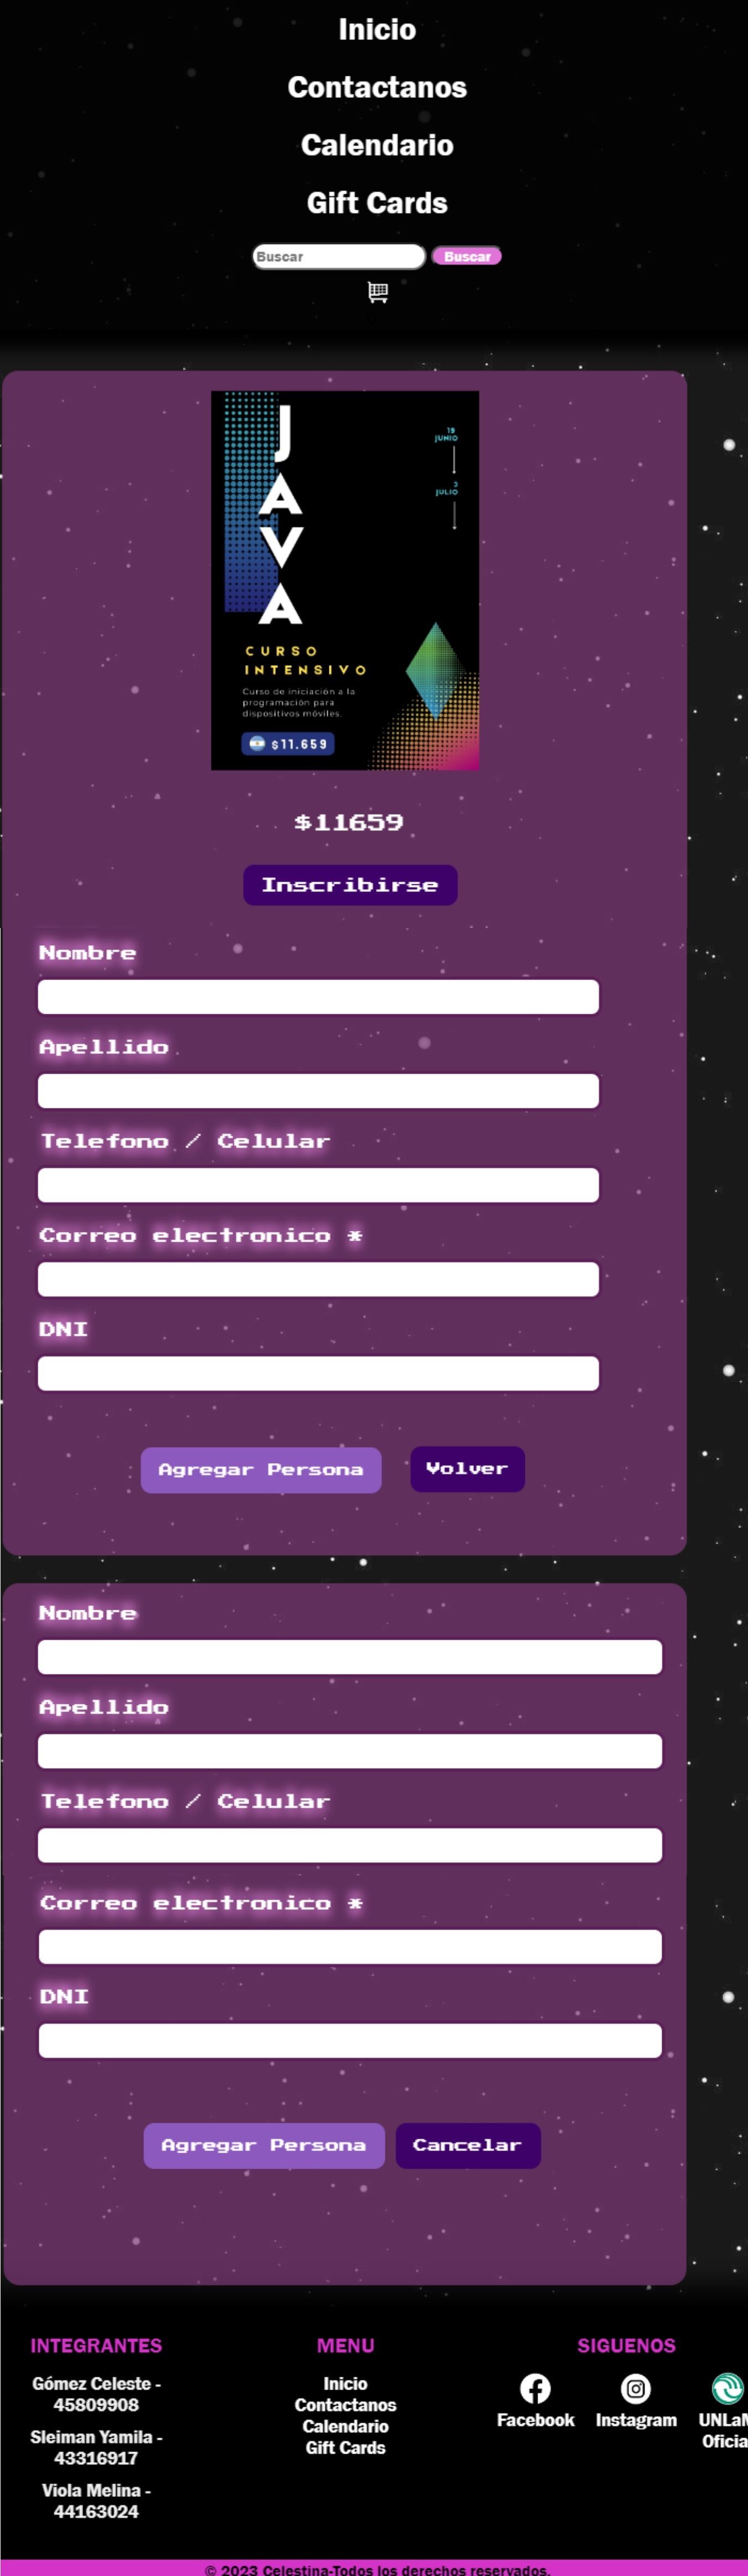 Inicio
Contactanos
Calendario
Gift Cards
Buscar Buscar
J
A
V
A
19
JUNIO
3
JULIO
CURSO
INTENSIVO
Curso de iniciación a la
programación para
dispositivos móviles.
$11.659
$11659
Inscribirse
Nombre
Apellido
Telefono / Celular
Correo electronico *
DNI
Agregar Persona Volver
Nombre
Apellido
Telefono / Celular
Correo electronico *
DNI
Agregar Persona Cancelar
INTEGRANTES
Gómez Celeste -
45809908
Sleiman Yamila -
43316917
Viola Melina -
44163024
MENU
Inicio
Contactanos
Calendario
Gift Cards
SIGUENOS
Facebook Instagram UNLaM
Oficia
© 2023 Celestina-Todos los derechos reservados.